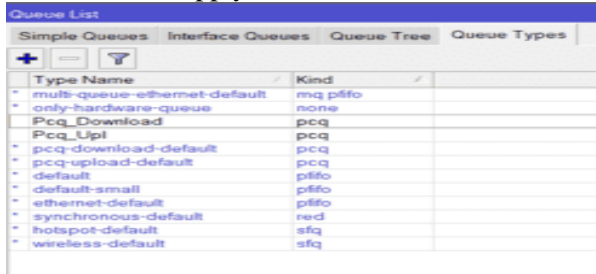 Queue List
Simple Queues Interface Queues Queue Tree Queue Types
Type Name Kind
* multi-queue-ethernet-default mq pfifo
* only-hardware-queue none
Pcq_Download pcq
Pcq_Upl pcq
* pcq-download-default pcq
* pcq-upload-default pcq
* default pfifo
* default-small pfifo
* ethernet-default pfifo
* synchronous-default red
* hotspot-default sfq
* wireless-default sfq